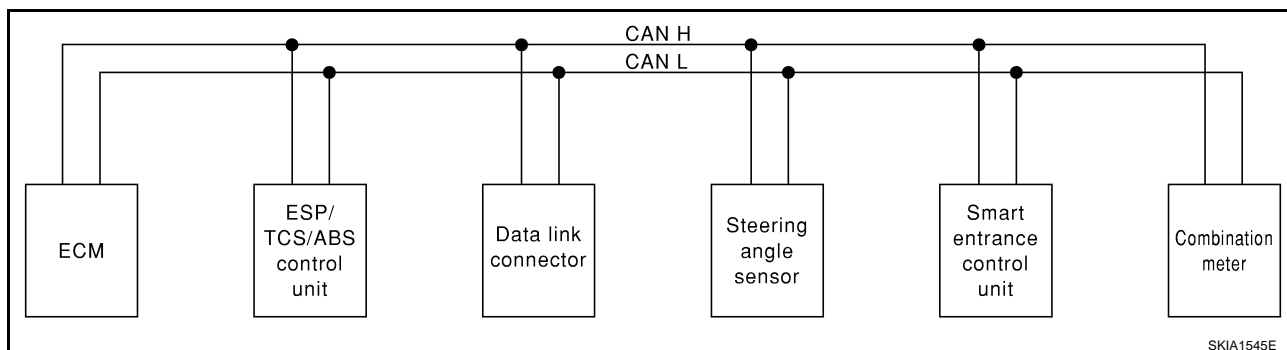 CAN H
CAN L
ECM
ESP/
TCS/ABS
control
unit
Data link
connector
Steering
angle
sensor
Smart
entrance
control
unit
Combination
meter
SKIA1545E